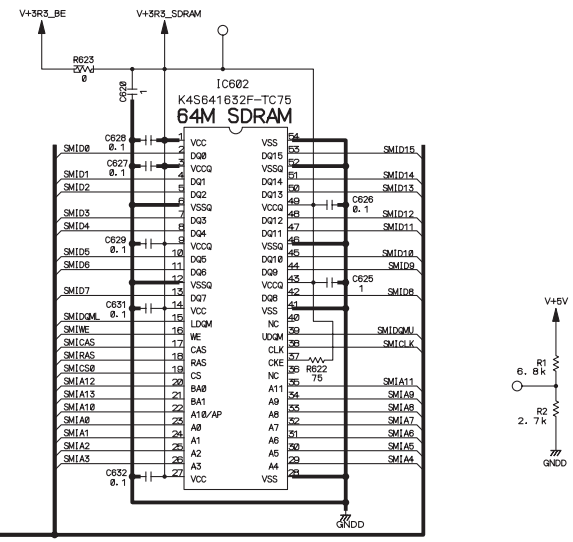 V+3R3_BE V+3R3_SDRAM
R623
0
C620
1
IC602
K4S641632F-TC75
64M SDRAM
C628
0.1
1 VCC VSS 54
SMID0 2 DQ0 DQ15 53 SMID15
C627
0.1
3 VCCQ VSSQ 52
SMID1 4 DQ1 DQ14 51 SMID14
SMID2 5 DQ2 DQ13 50 SMID13
6 VSSQ VCCQ 49 C626
0.1
SMID3 7 DQ3 DQ12 48 SMID12
SMID4 8 DQ4 DQ11 47 SMID11
C629
0.1
9 VCCQ VSSQ 46
SMID5 10 DQ5 DQ10 45 SMID10
SMID6 11 DQ6 DQ9 44 SMID9
12 VSSQ VCCQ 43 C625
1
SMID7 13 DQ7 DQ8 42 SMID8
C631
0.1
14 VCC VSS 41
SMIDQML 15 LDQM NC 40
SMIWE 16 WE UDQM 39 SMIDQMU
SMICAS 17 CAS CLK 38 SMICLK
SMIRAS 18 RAS CKE 37 R622
75
SMICS0 19 CS NC 36
SMIA12 20 BA0 A11 35 SMIA11
SMIA13 21 BA1 A9 34 SMIA9
SMIA10 22 A10/AP A8 33 SMIA8
SMIA0 23 A0 A7 32 SMIA7
SMIA1 24 A1 A6 31 SMIA6
SMIA2 25 A2 A5 30 SMIA5
SMIA3 26 A3 A4 29 SMIA4
C632
0.1
27 VCC VSS 28
GNDD
V+5V
R1
6.8k
R2
2.7k
GNDD